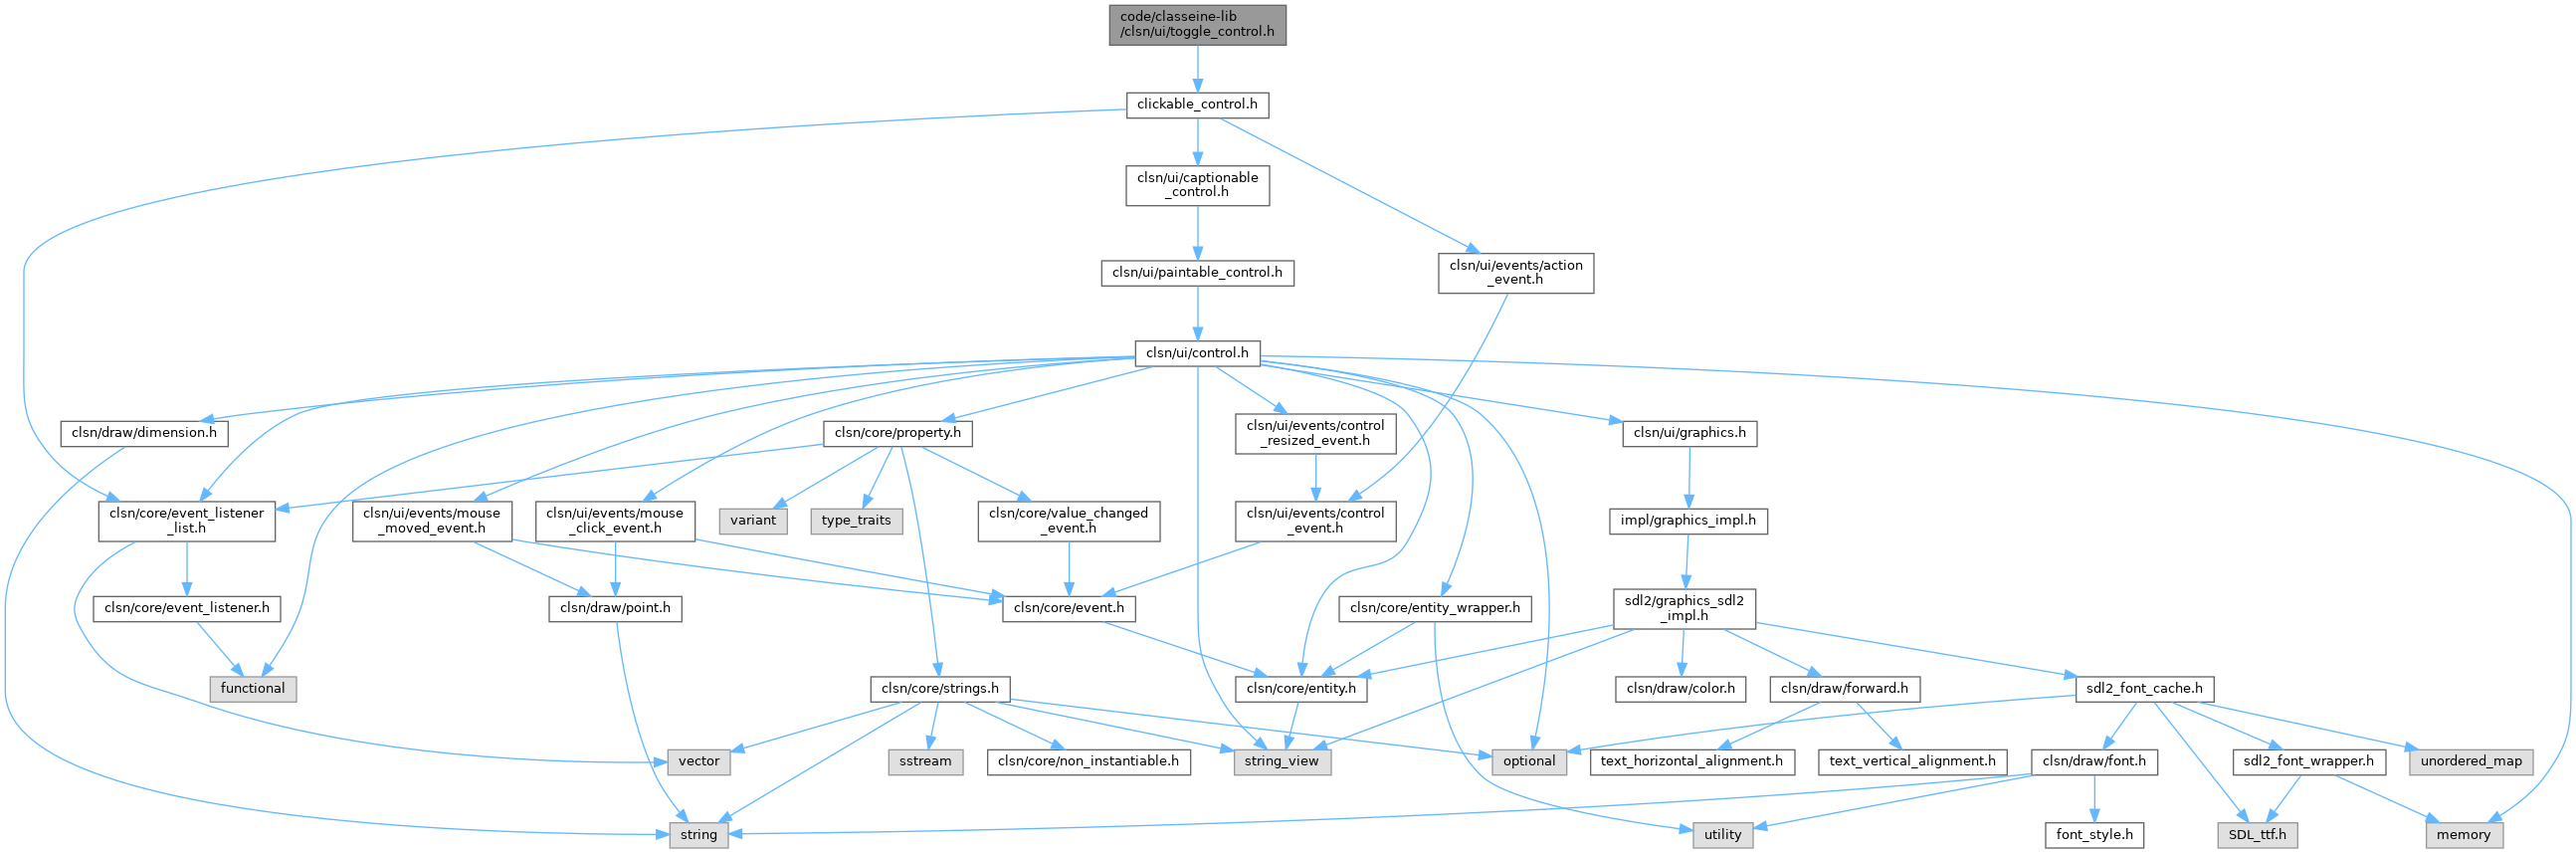 code/classeine-lib
/clsn/ui/toggle_control.h
clickable_control.h
clsn/ui/captionable
_control.h
clsn/ui/paintable_control.h
clsn/ui/events/action
_event.h
clsn/ui/control.h
clsn/draw/dimension.h
clsn/core/property.h
clsn/ui/events/control
_resized_event.h
clsn/ui/graphics.h
clsn/core/event_listener
_list.h
clsn/ui/events/mouse
_moved_event.h
clsn/ui/events/mouse
_click_event.h
variant
type_traits
clsn/core/value_changed
_event.h
clsn/ui/events/control
_event.h
impl/graphics_impl.h
clsn/core/event_listener.h
clsn/draw/point.h
clsn/core/event.h
clsn/core/entity_wrapper.h
sdl2/graphics_sdl2
_impl.h
functional
clsn/core/strings.h
clsn/core/entity.h
clsn/draw/color.h
clsn/draw/forward.h
sdl2_font_cache.h
vector
sstream
clsn/core/non_instantiable.h
string_view
optional
text_horizontal_alignment.h
text_vertical_alignment.h
clsn/draw/font.h
sdl2_font_wrapper.h
unordered_map
string
utility
font_style.h
SDL_ttf.h
memory